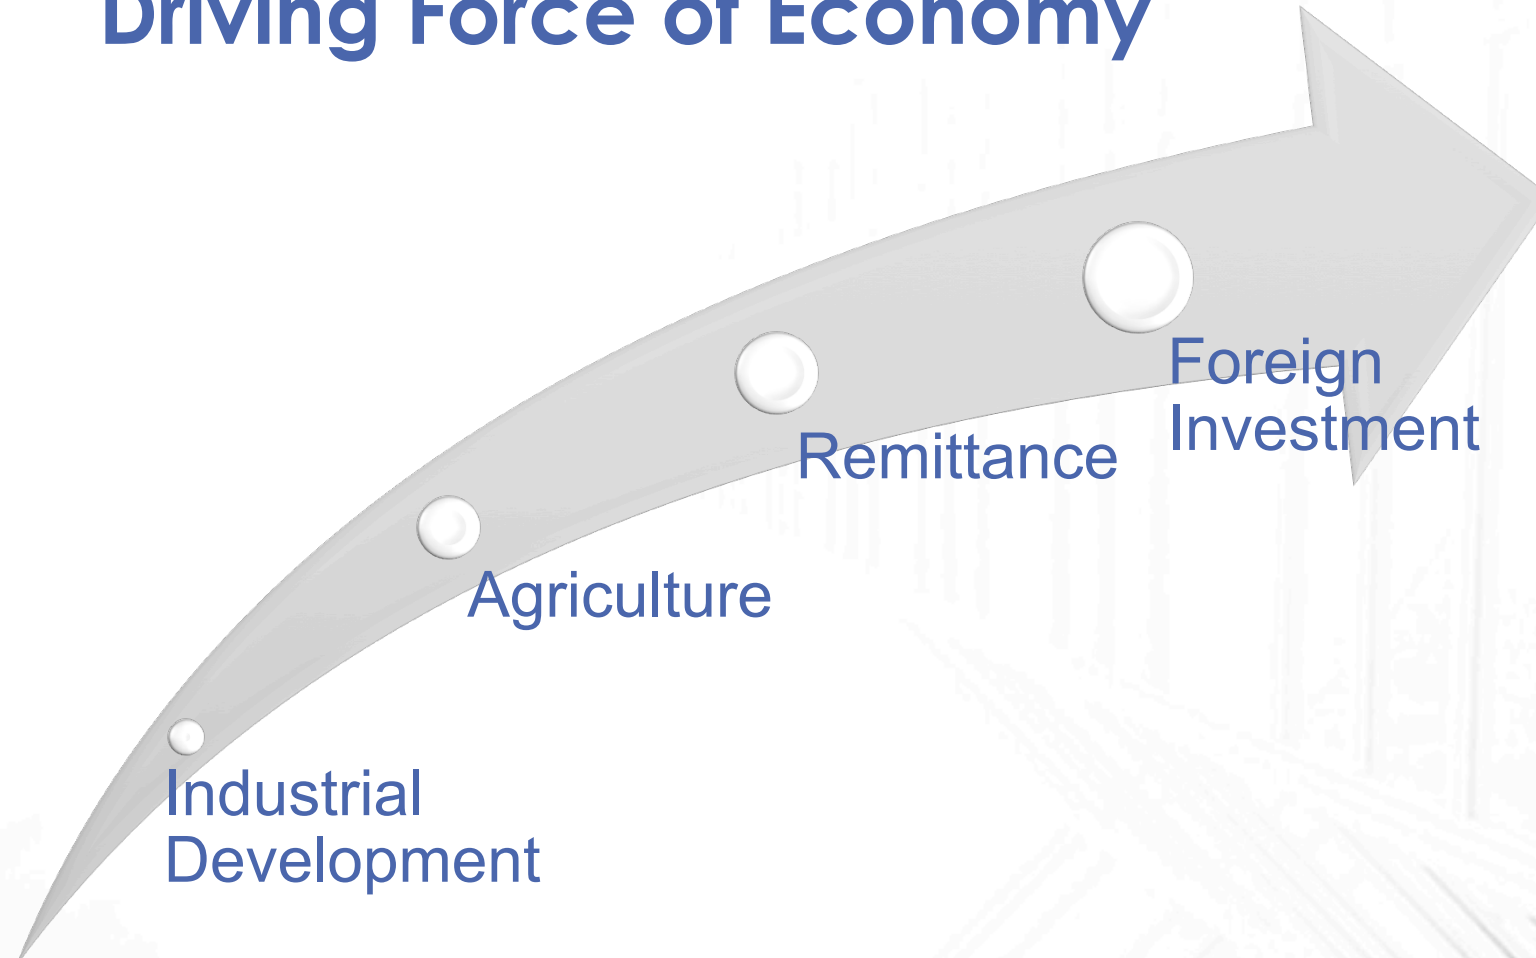 Driving Force of Economy
Foreign
Investment
Remittance
Agriculture
Industrial
Development